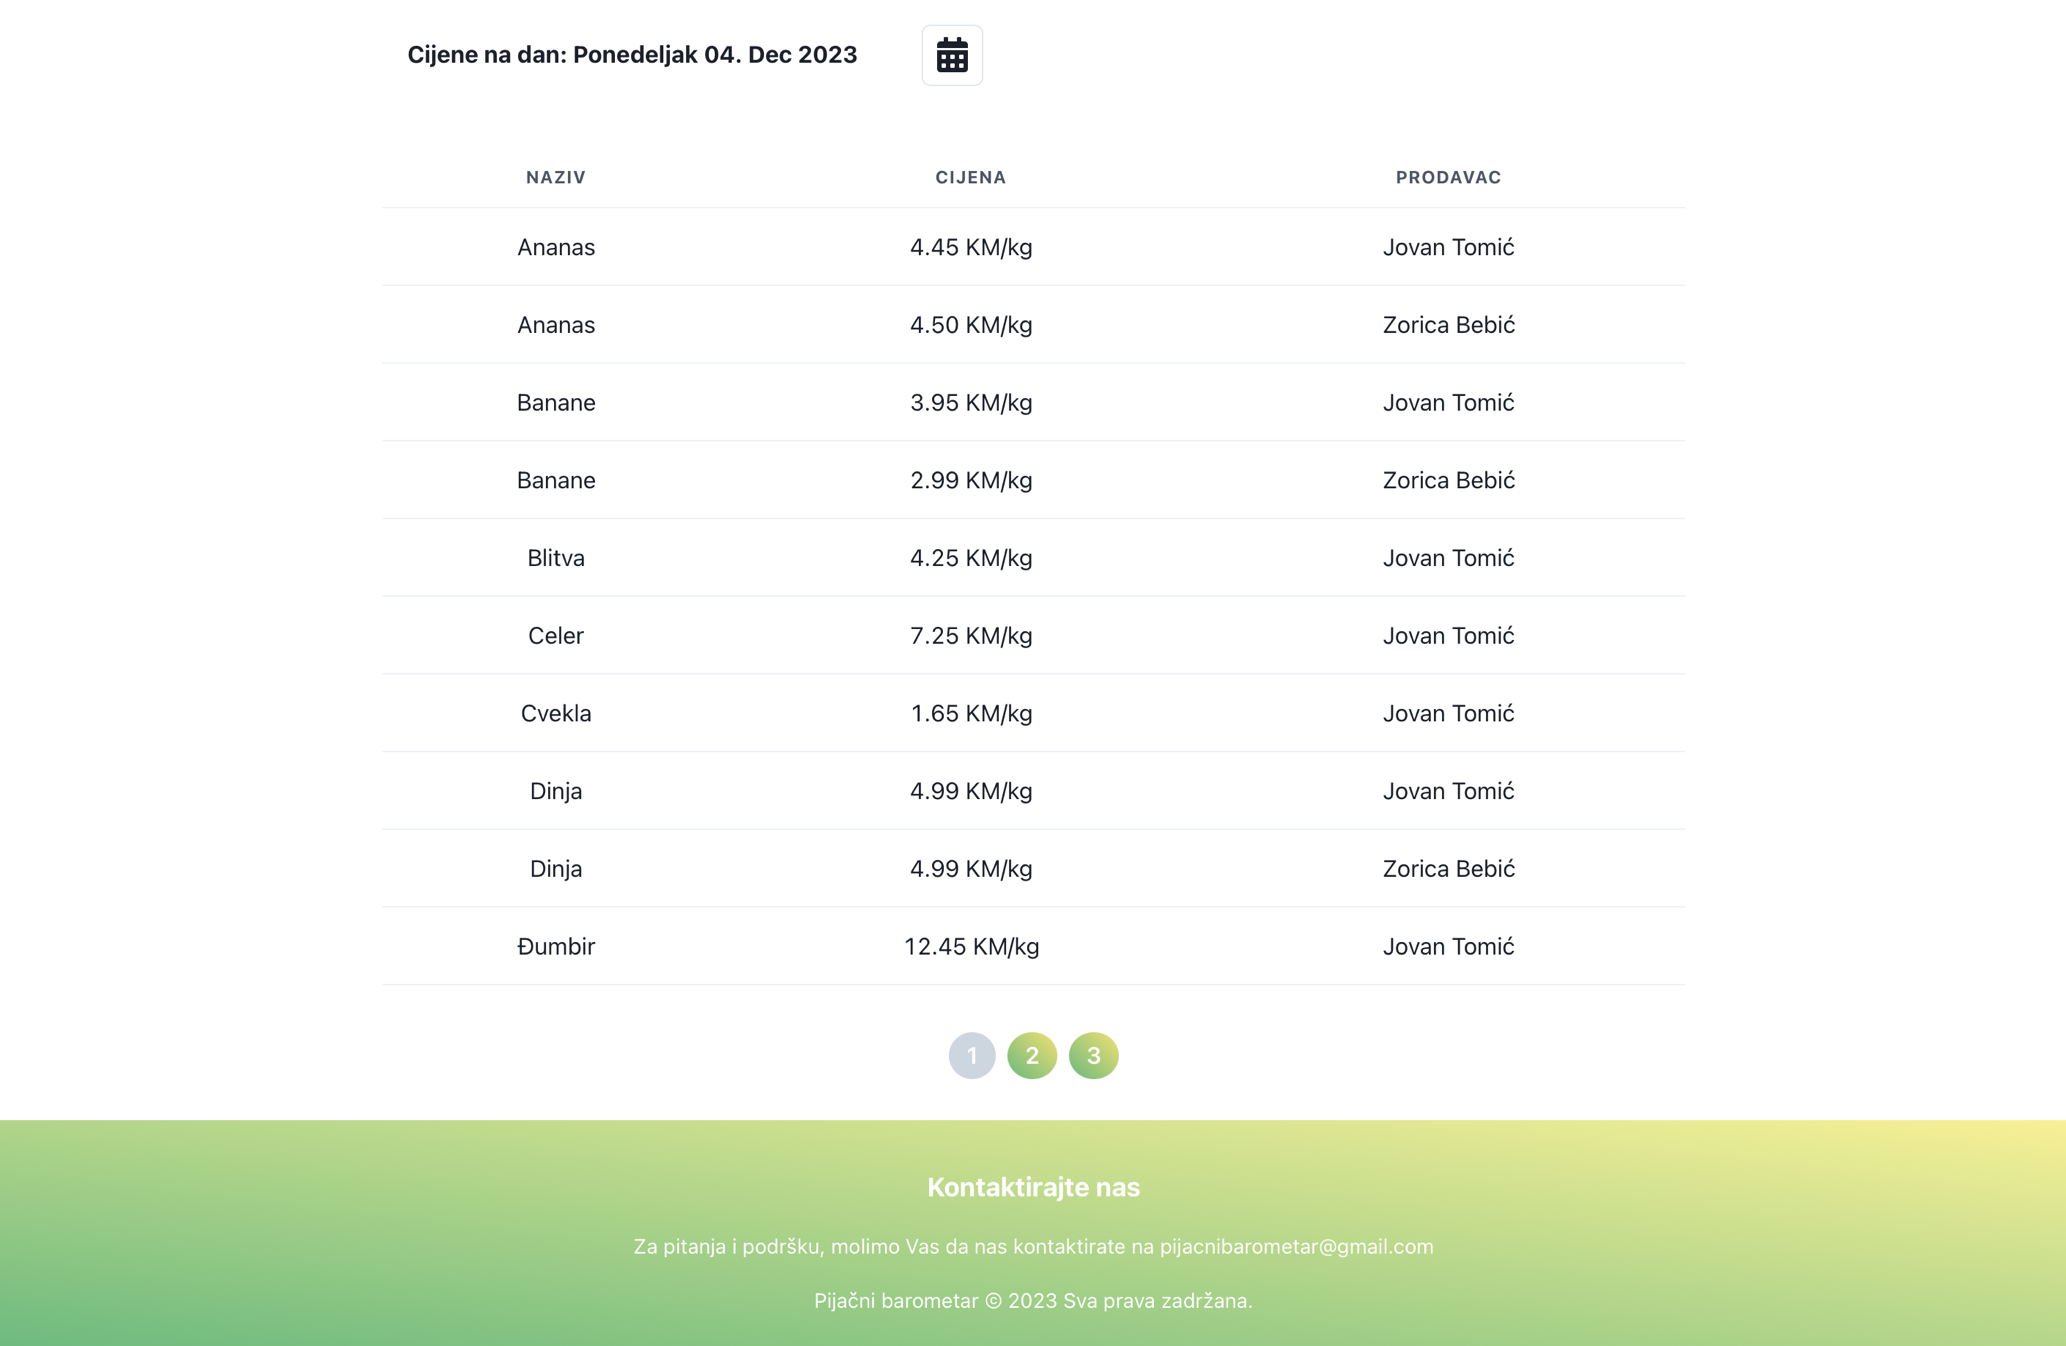 Cijene na dan: Ponedeljak 04. Dec 2023
NAZIV CIJENA PRODAVAC
Ananas 4.45 KM/kg Jovan Tomić
Ananas 4.50 KM/kg Zorica Bebić
Banane 3.95 KM/kg Jovan Tomić
Banane 2.99 KM/kg Zorica Bebić
Blitva 4.25 KM/kg Jovan Tomić
Celer 7.25 KM/kg Jovan Tomić
Cvekla 1.65 KM/kg Jovan Tomić
Dinja 4.99 KM/kg Jovan Tomić
Dinja 4.99 KM/kg Zorica Bebić
Đumbir 12.45 KM/kg Jovan Tomić
1 2 3
Kontaktirajte nas
Za pitanja i podršku, molimo Vas da nas kontaktirate na pijacnibarometar@gmail.com
Pijačni barometar © 2023 Sva prava zadržana.